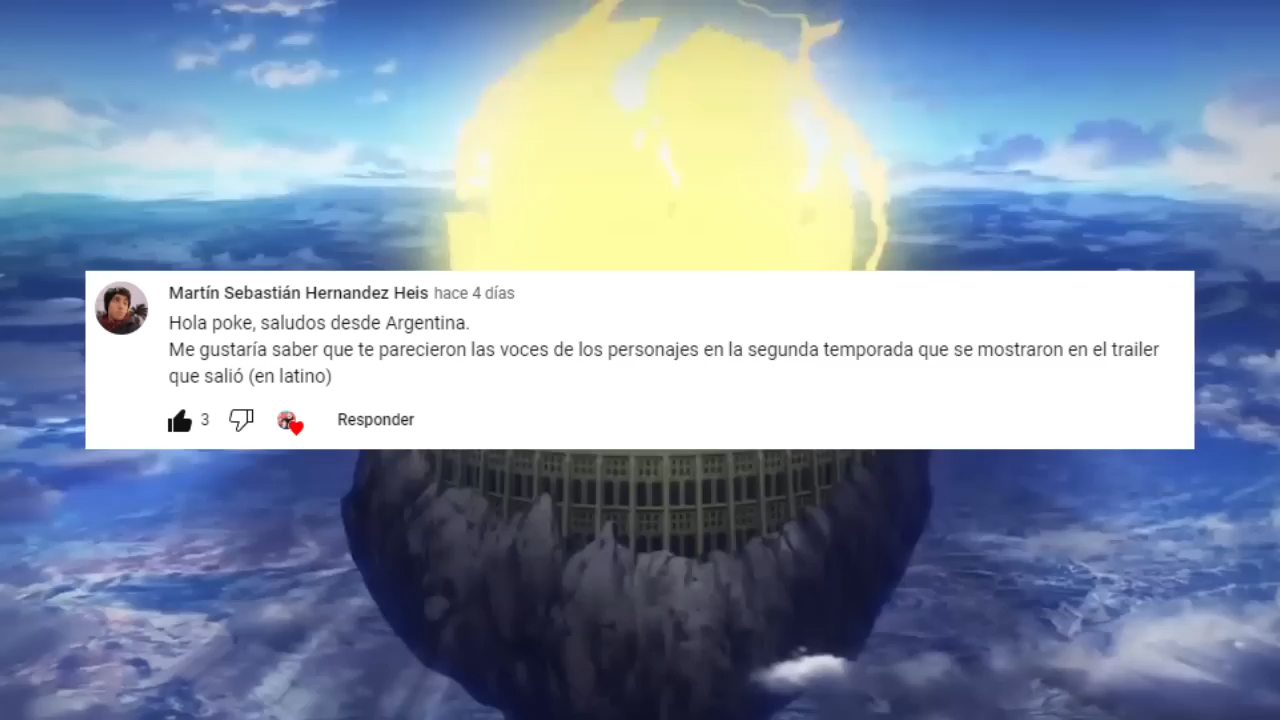 Martín Sebastián Hernandez Heis hace 4 días
Hola poke, saludos desde Argentina.
Me gustaría saber que te parecieron las voces de los personajes en la segunda temporada que se mostraron en el trailer
que salió (en latino)
3 Responder